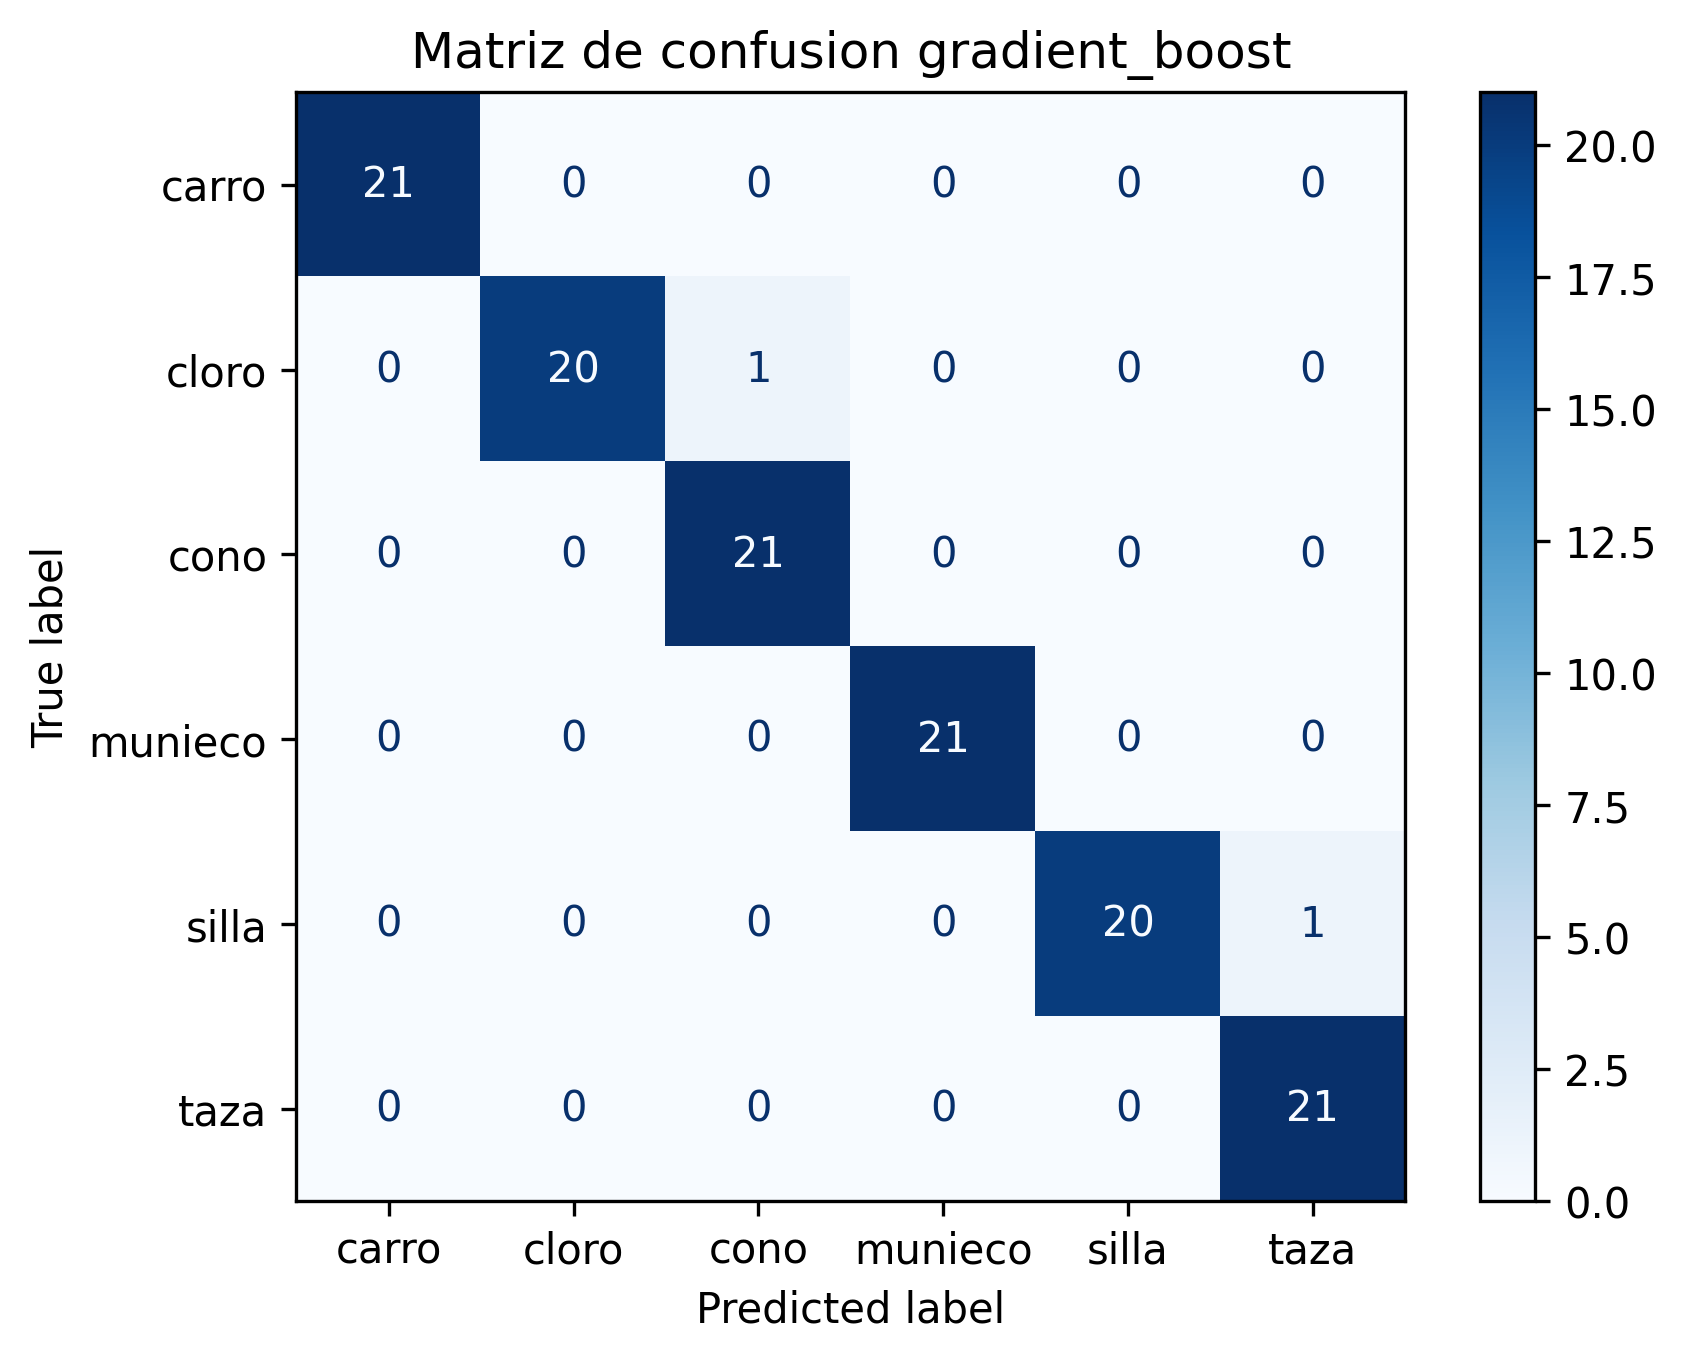 Matriz de confusion gradient_boost
carro 21 0 0 0 0 0
cloro 0 20 1 0 0 0
cono 0 0 21 0 0 0
munieco 0 0 0 21 0 0
silla 0 0 0 0 20 1
taza 0 0 0 0 0 21
carro cloro cono munieco silla taza
Predicted label
True label
20.0
17.5
15.0
12.5
10.0
7.5
5.0
2.5
0.0